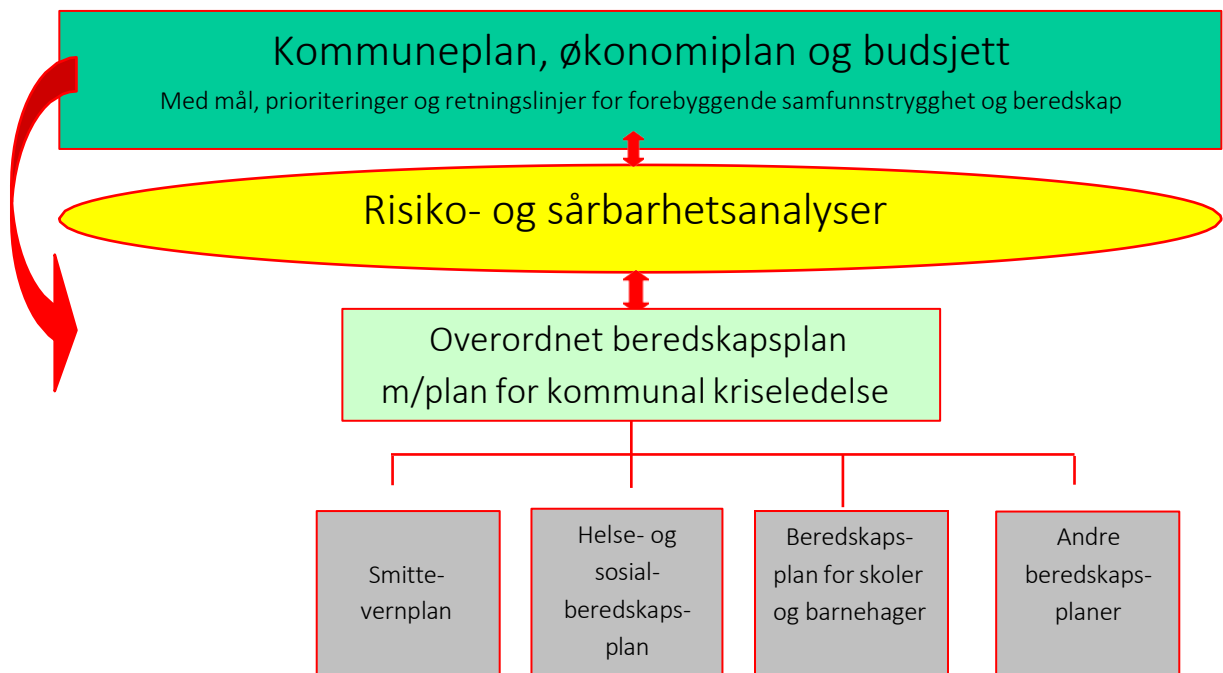 Kommuneplan, økonomiplan og budsjett
Med mål, prioriteringer og retningslinjer for forebyggende samfunnstrygghet og beredskap
Risiko- og sårbarhetsanalyser
Overordnet beredskapsplan
m/plan for kommunal kriseledelse
Smitte-
vernplan
Helse- og
sosial-
beredskaps-
plan
Beredskaps-
plan for skoler
og barnehager
Andre
beredskaps-
planer